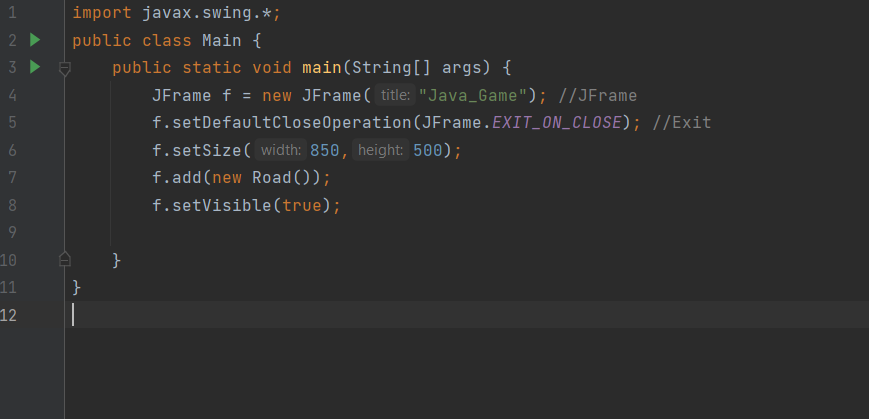 1 import javax.swing.*;
2 public class Main {
3 public static void main(String[] args) {
4 JFrame f = new JFrame( title: "Java_Game"); //JFrame
5 f.setDefaultCloseOperation(JFrame.EXIT_ON_CLOSE); //Exit
6 f.setSize( width: 850, height: 500);
7 f.add(new Road());
8 f.setVisible(true);
9
10 }
11 }
12